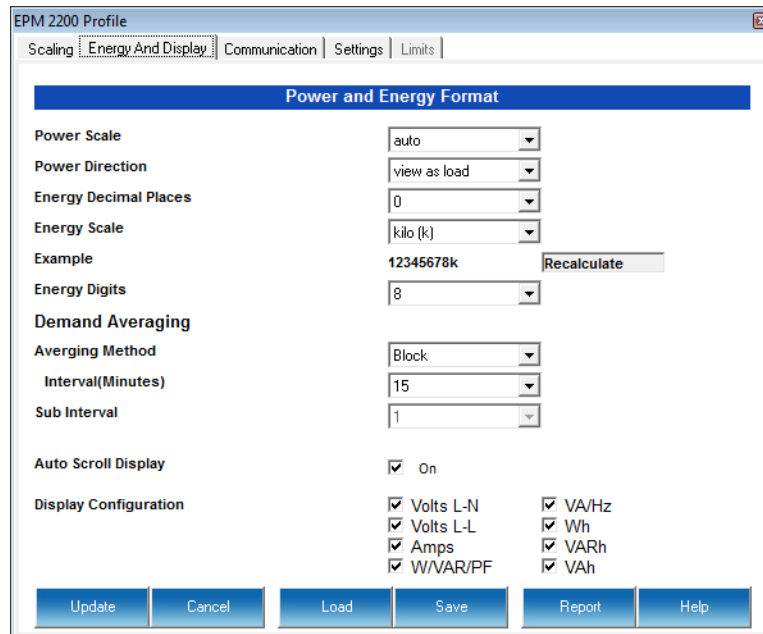 EPM 2200 Profile
Scaling Energy And Display Communication Settings Limits
Power and Energy Format
Power Scale auto
Power Direction view as load
Energy Decimal Places 0
Energy Scale kilo (k)
Example 12345678k Recalculate
Energy Digits 8
Demand Averaging
Averging Method Block
Interval(Minutes) 15
Sub Interval 1
Auto Scroll Display On
Display Configuration Volts L-N VA/Hz
Volts L-L Wh
Amps VARh
W/VAR/PF VAh
Update Cancel Load Save Report Help